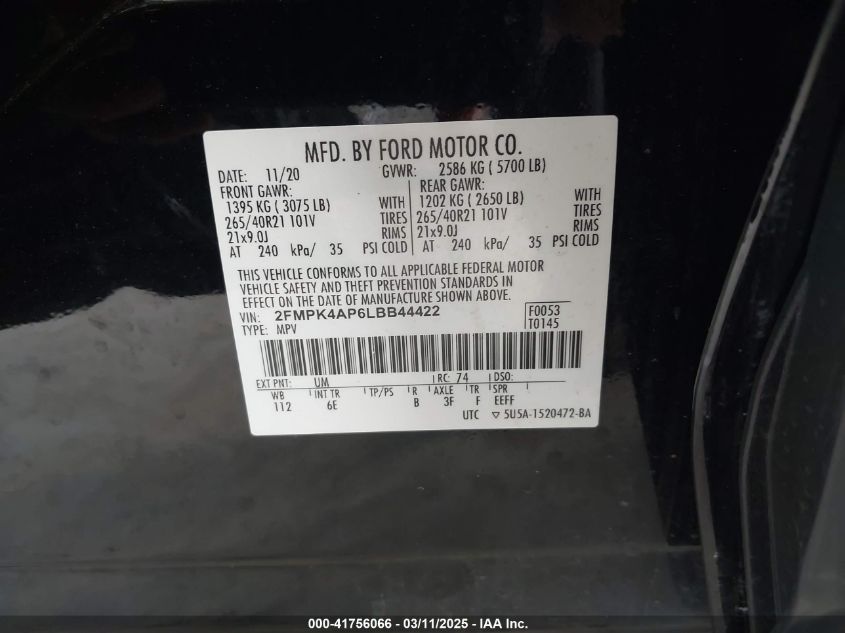 MFD. BY FORD MOTOR CO.
DATE: 11/20 GVWR: 2586 KG ( 5700 LB)
FRONT GAWR: REAR GAWR:
1395 KG ( 3075 LB) WITH 1202 KG ( 2650 LB) WITH
265/40R21 101V TIRES 265/40R21 101V TIRES
21x9.0J RIMS 21x9.0J RIMS
AT 240 kPa/ 35 PSI COLD AT 240 kPa/ 35 PSI COLD
THIS VEHICLE CONFORMS TO ALL APPLICABLE FEDERAL MOTOR
VEHICLE SAFETY AND THEFT PREVENTION STANDARDS IN
EFFECT ON THE DATE OF MANUFACTURE SHOWN ABOVE.
VIN: 2FMPK4AP6LBB44422 F0053
TYPE: MPV T0145
EXT PNT: UM RC: 74 DSO:
WB INT TR TP/PS R AXLE TR SPR
112 6E B 3F F EEFF
UTC ▽ 5U5A-1520472-BA
000-41756066 - 03/11/2025 - IAA Inc.